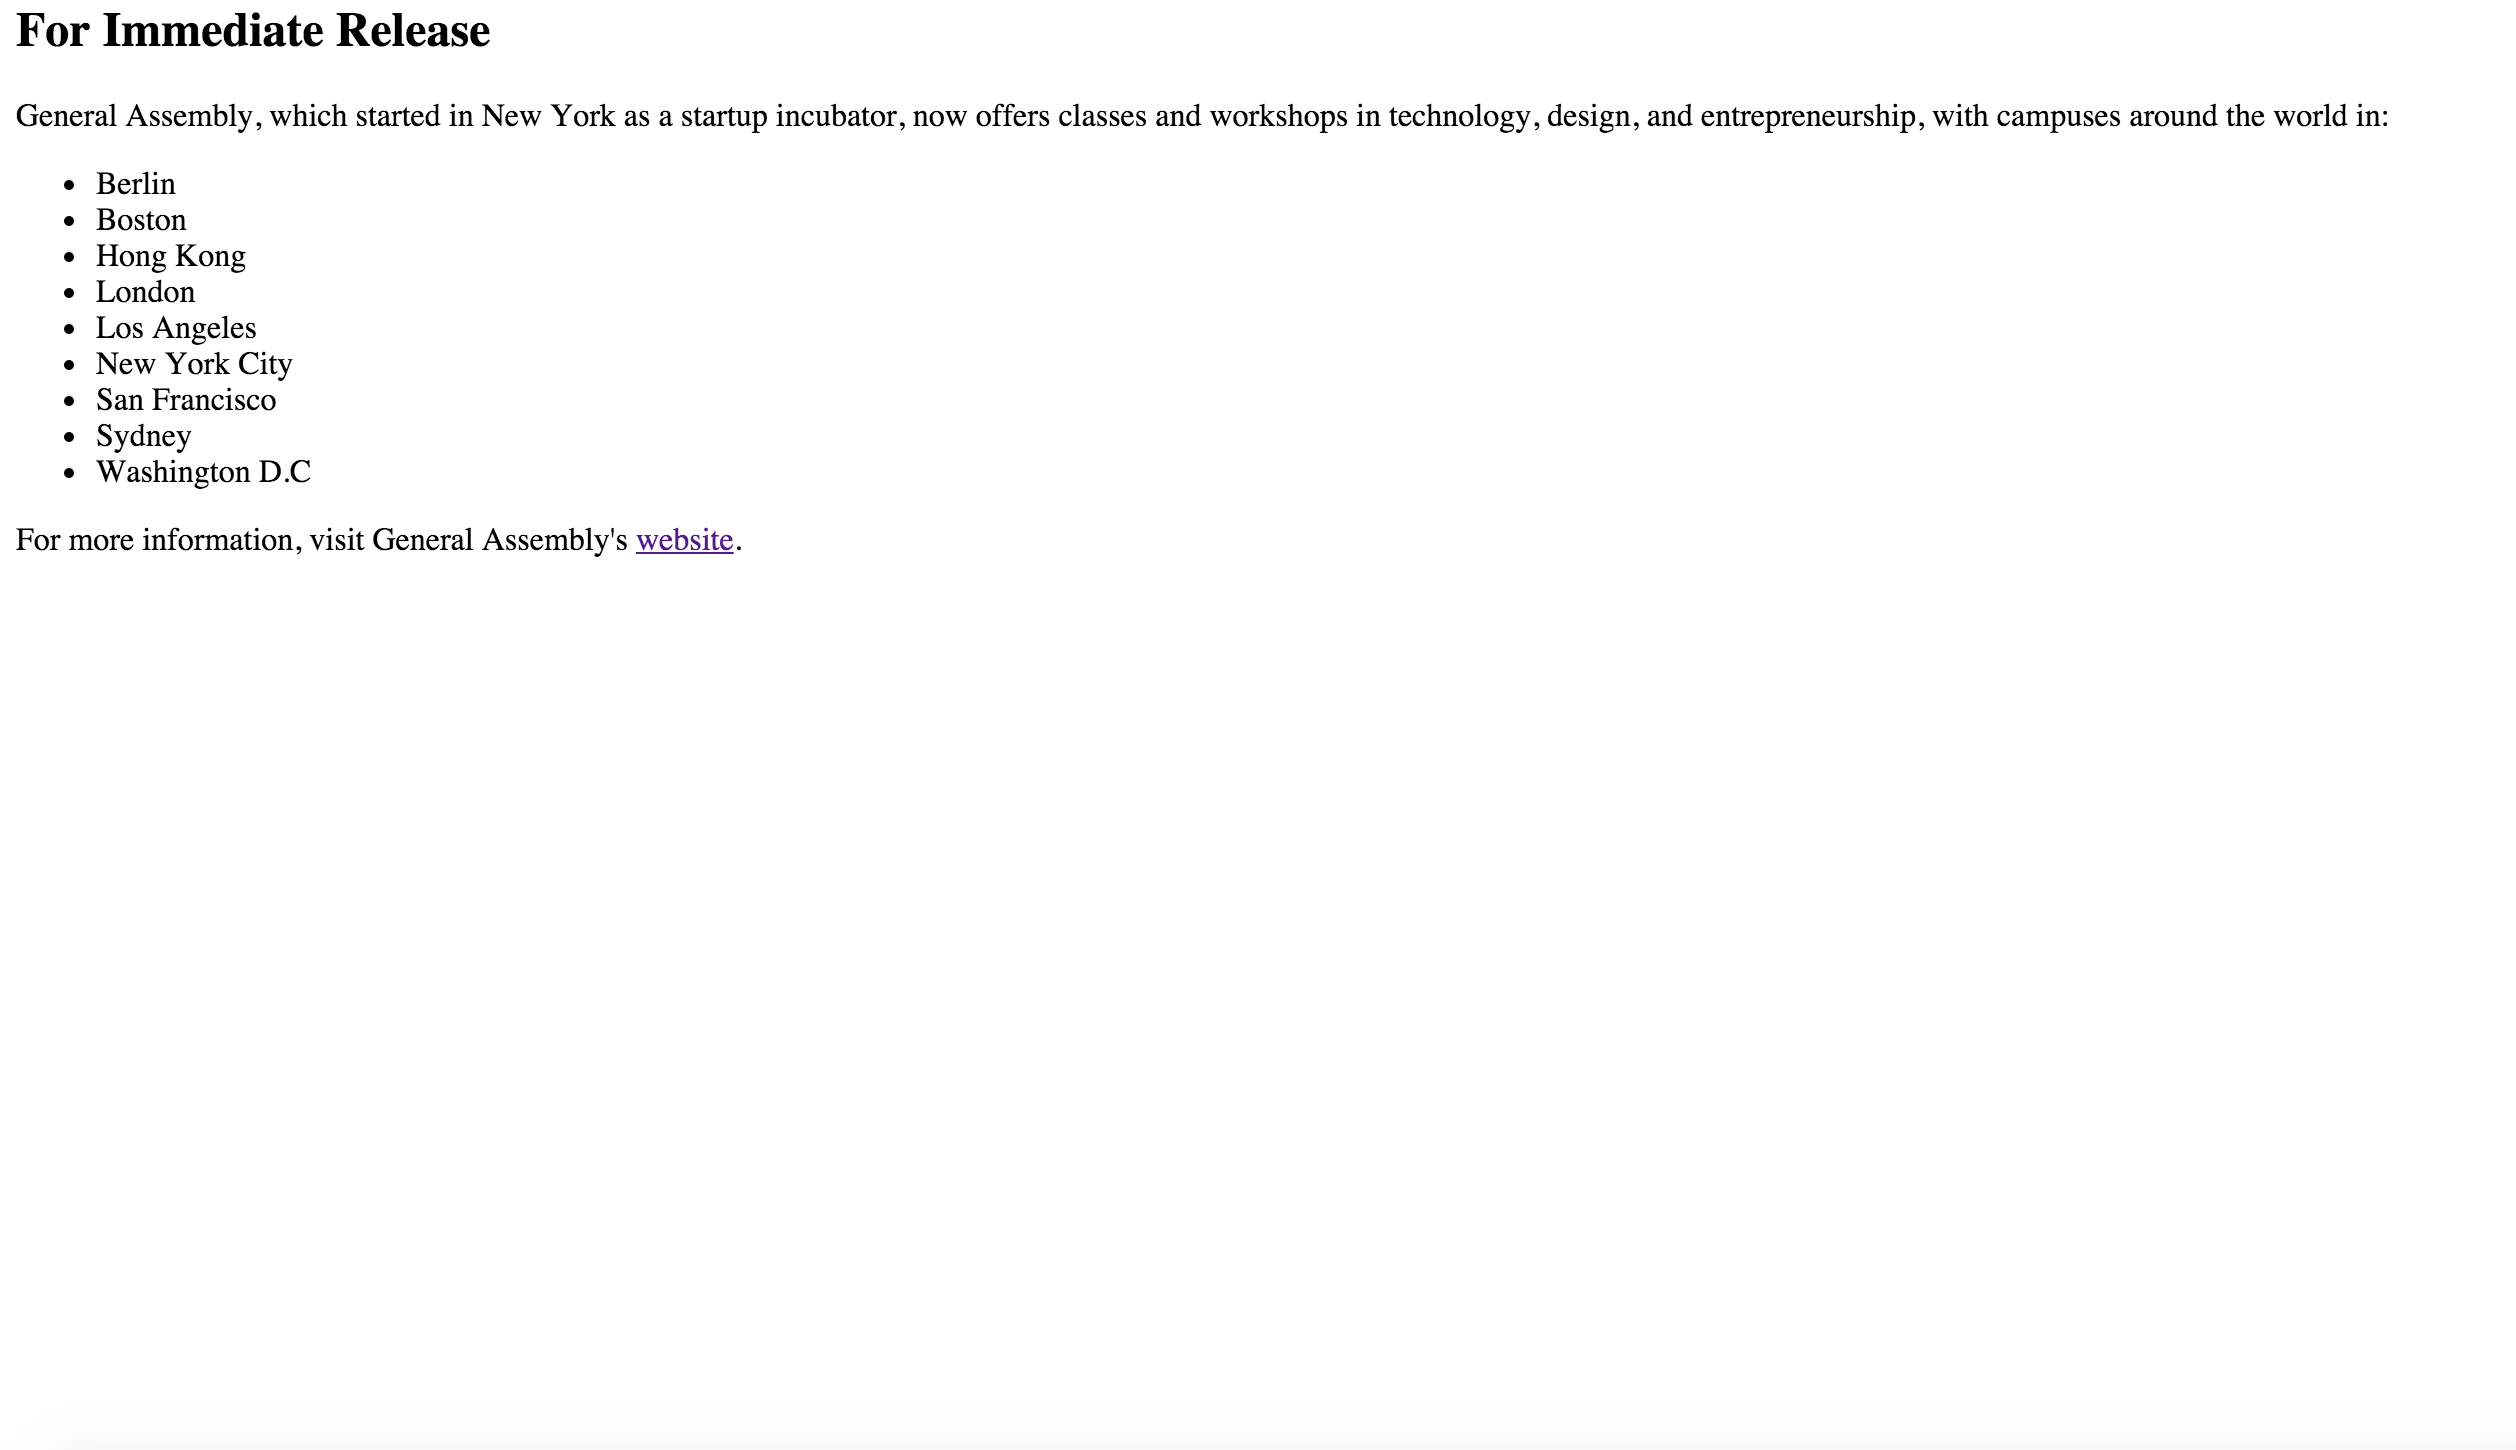 For Immediate Release
General Assembly, which started in New York as a startup incubator, now offers classes and workshops in technology, design, and entrepreneurship, with campuses around the world in:
• Berlin
• Boston
• Hong Kong
• London
• Los Angeles
• New York City
• San Francisco
• Sydney
• Washington D.C
For more information, visit General Assembly's website.